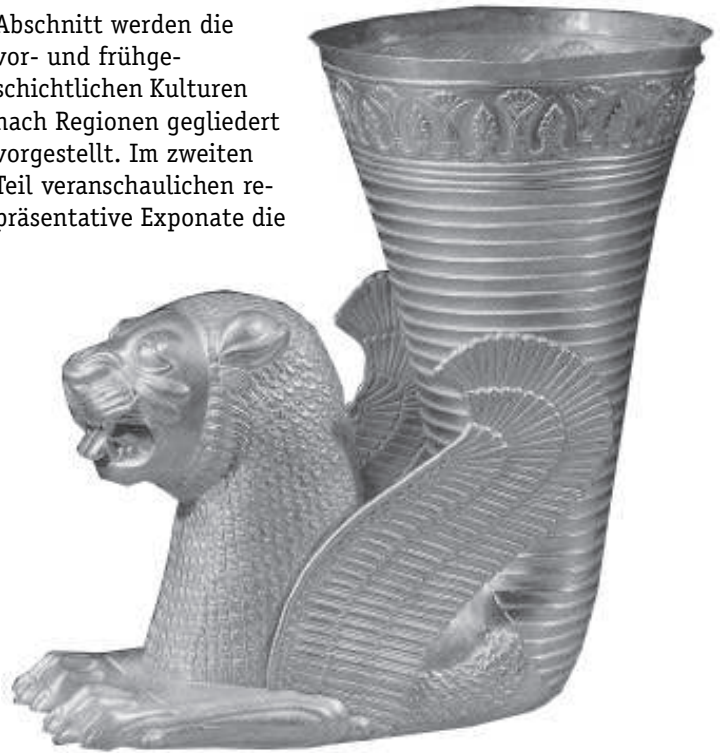 Abschnitt werden die
vor- und frühge-
schichtlichen Kulturen
nach Regionen gegliedert
vorgestellt. Im zweiten
Teil veranschaulichen re-
präsentative Exponate die